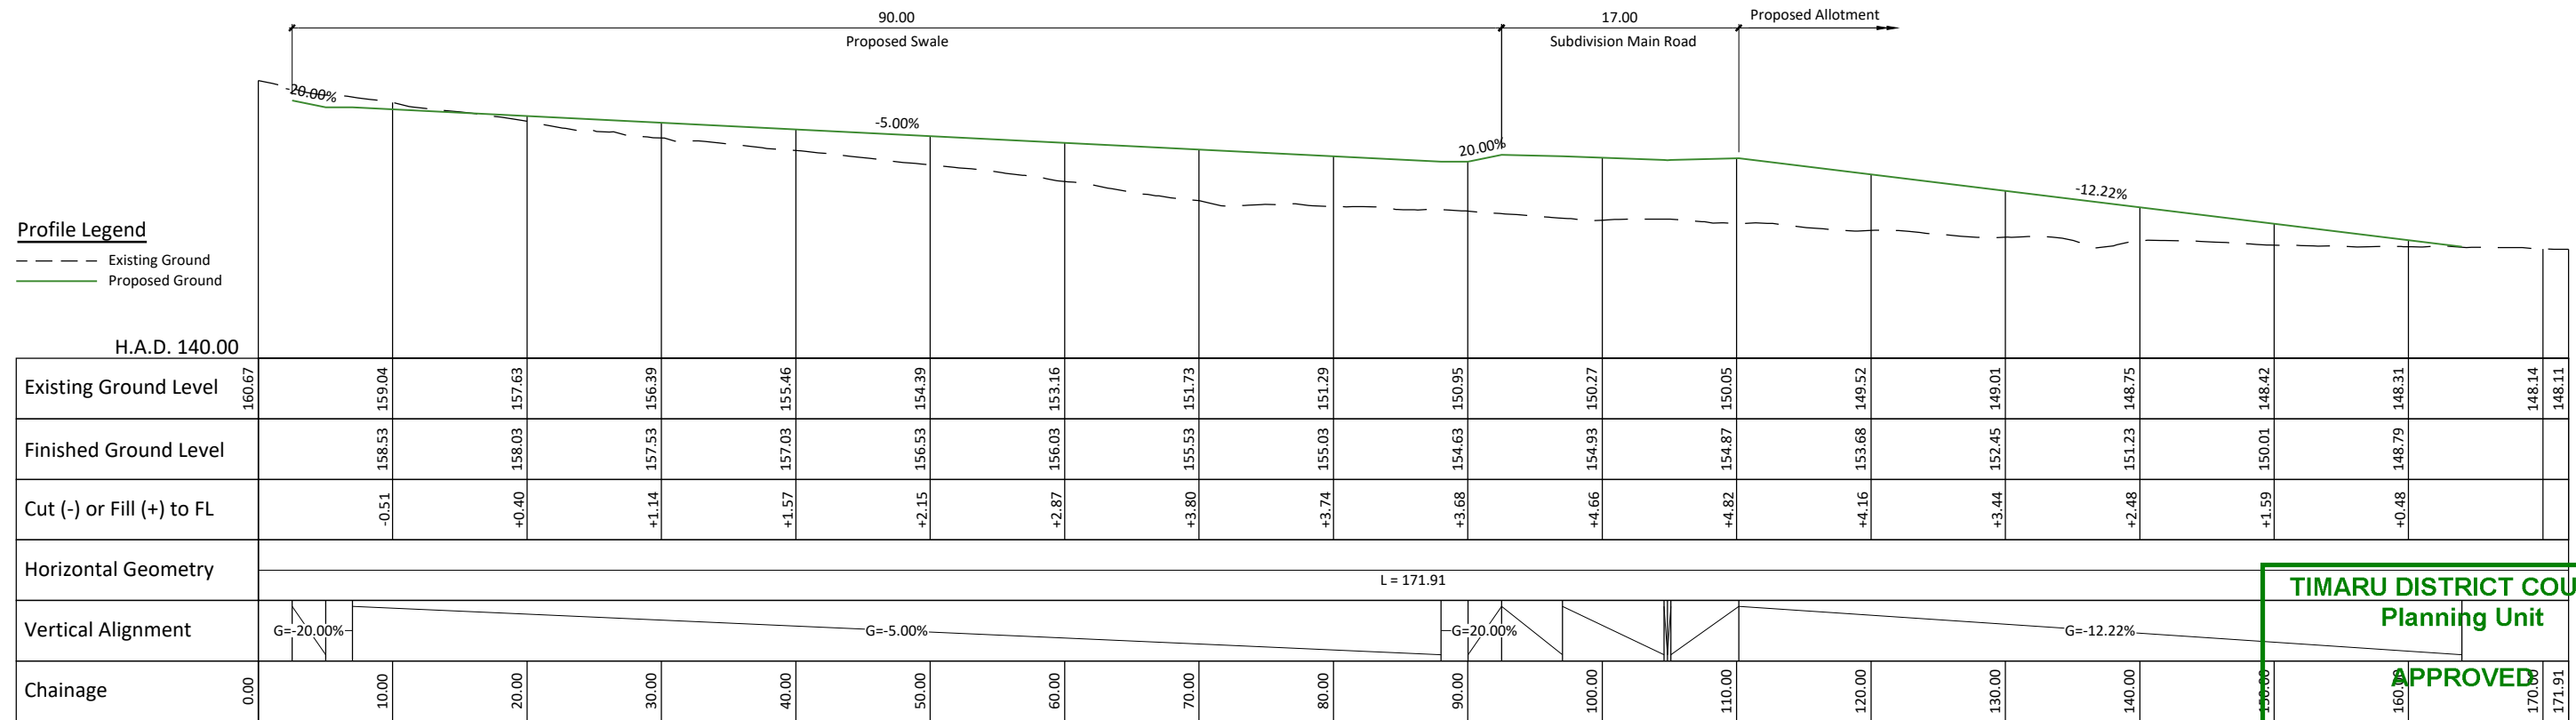 90.00
17.00
Proposed Allotment
Proposed Swale
Subdivision Main Road
-20.00%
-5.00%
20.00%
-12.22%
Profile Legend
Existing Ground
Proposed Ground
H.A.D. 140.00
Existing Ground Level 160.67 159.04 157.63 156.39 155.46 154.39 153.16 151.73 151.29 150.95 150.27 150.05 149.52 149.01 148.75 148.42 148.31 148.14 148.11
Finished Ground Level 158.53 158.03 157.53 157.03 156.53 156.03 155.53 155.03 154.63 154.93 154.87 153.68 152.45 151.23 150.01 148.79
Cut (-) or Fill (+) to FL -0.51 +0.40 +1.14 +1.57 +2.15 +2.87 +3.80 +3.74 +3.68 +4.66 +4.82 +4.16 +3.44 +2.48 +1.59 +0.48
Horizontal Geometry
L = 171.91
Vertical Alignment G=-20.00% G=-5.00% G=20.00% G=-12.22%
Chainage 0.00 10.00 20.00 30.00 40.00 50.00 60.00 70.00 80.00 90.00 100.00 110.00 120.00 130.00 140.00 150.00 160.00 170.00 171.91
TIMARU DISTRICT COU
Planning Unit
APPROVED